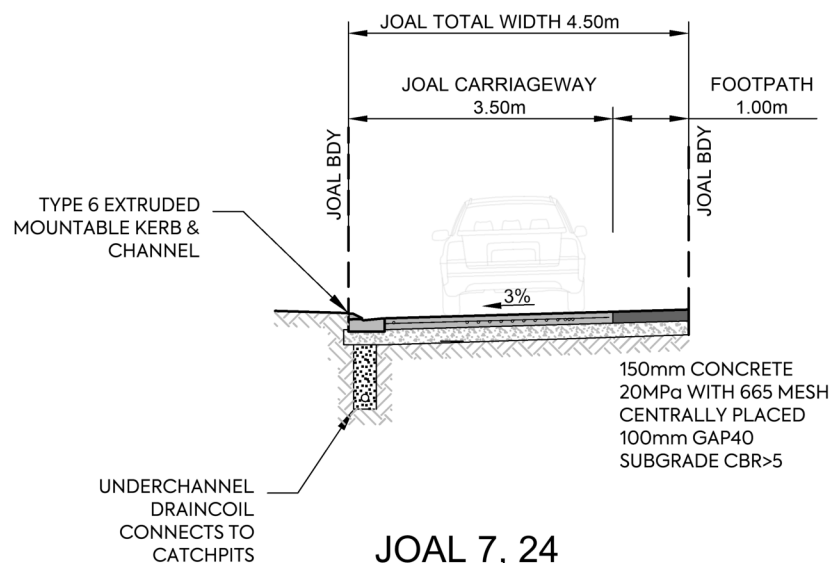 JOAL TOTAL WIDTH 4.50m
JOAL CARRIAGEWAY
3.50m
FOOTPATH
1.00m
JOAL BDY
JOAL BDY
TYPE 6 EXTRUDED
MOUNTABLE KERB &
CHANNEL
3%
150mm CONCRETE
20MPa WITH 665 MESH
CENTRALLY PLACED
100mm GAP40
SUBGRADE CBR>5
UNDERCHANNEL
DRAINCOIL
CONNECTS TO
CATCHPITS
JOAL 7, 24